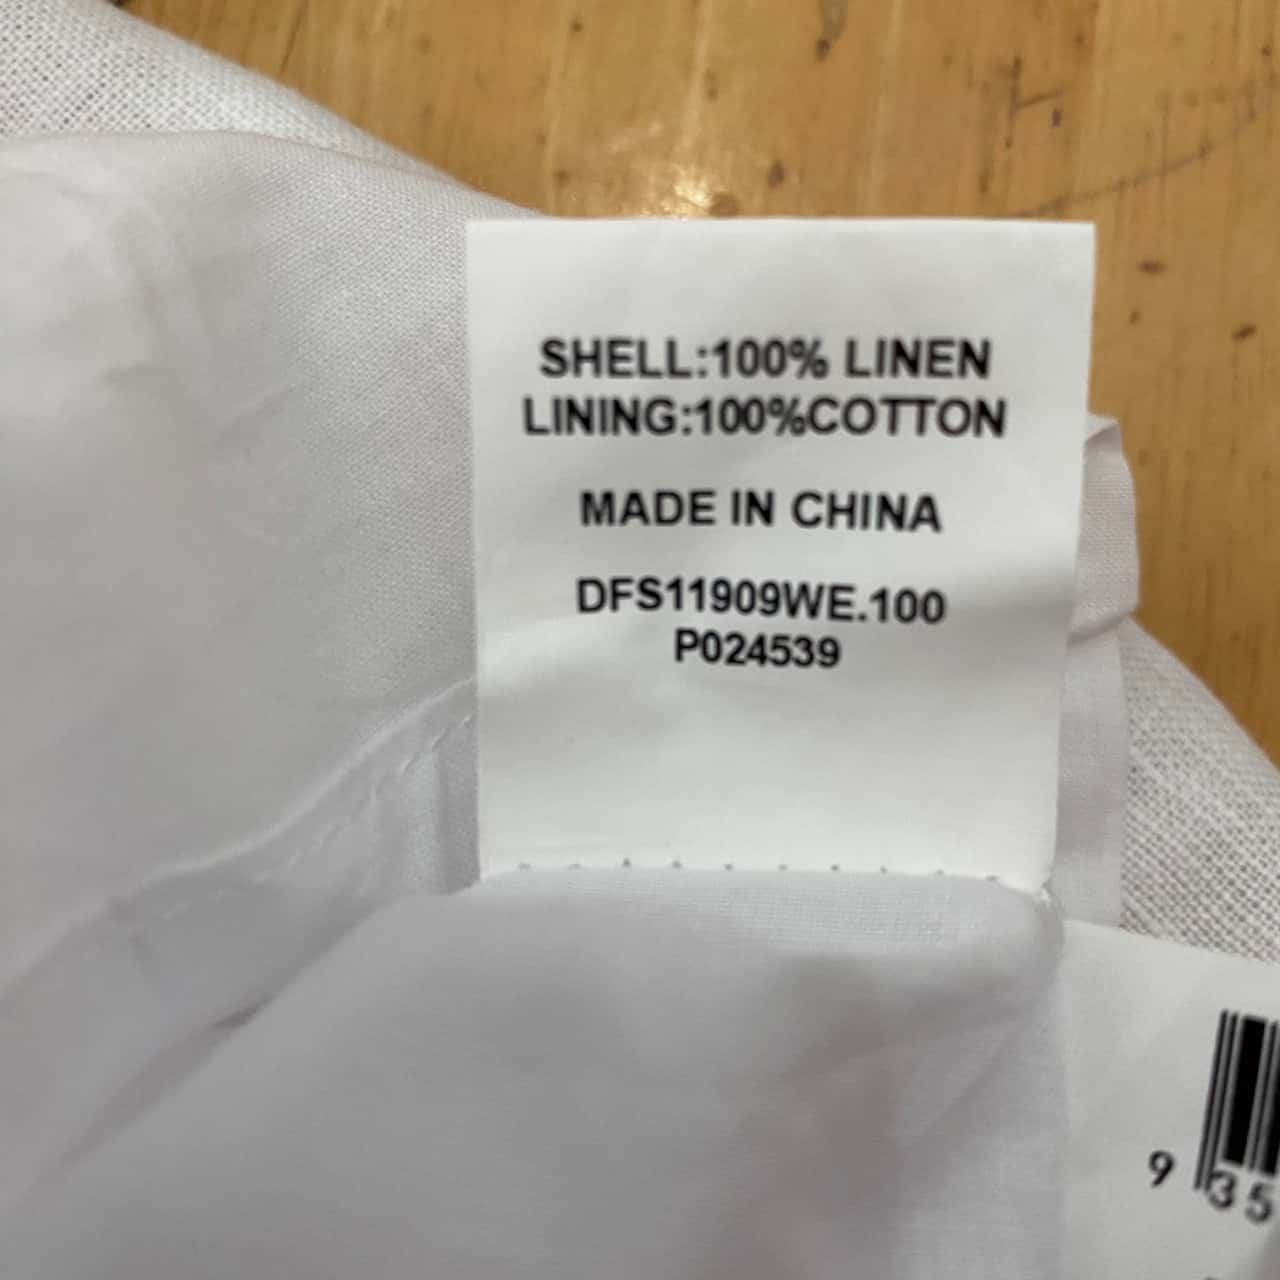 SHELL:100% LINEN
LINING:100%COTTON
MADE IN CHINA
DFS11909WE.100
P024539
9 35